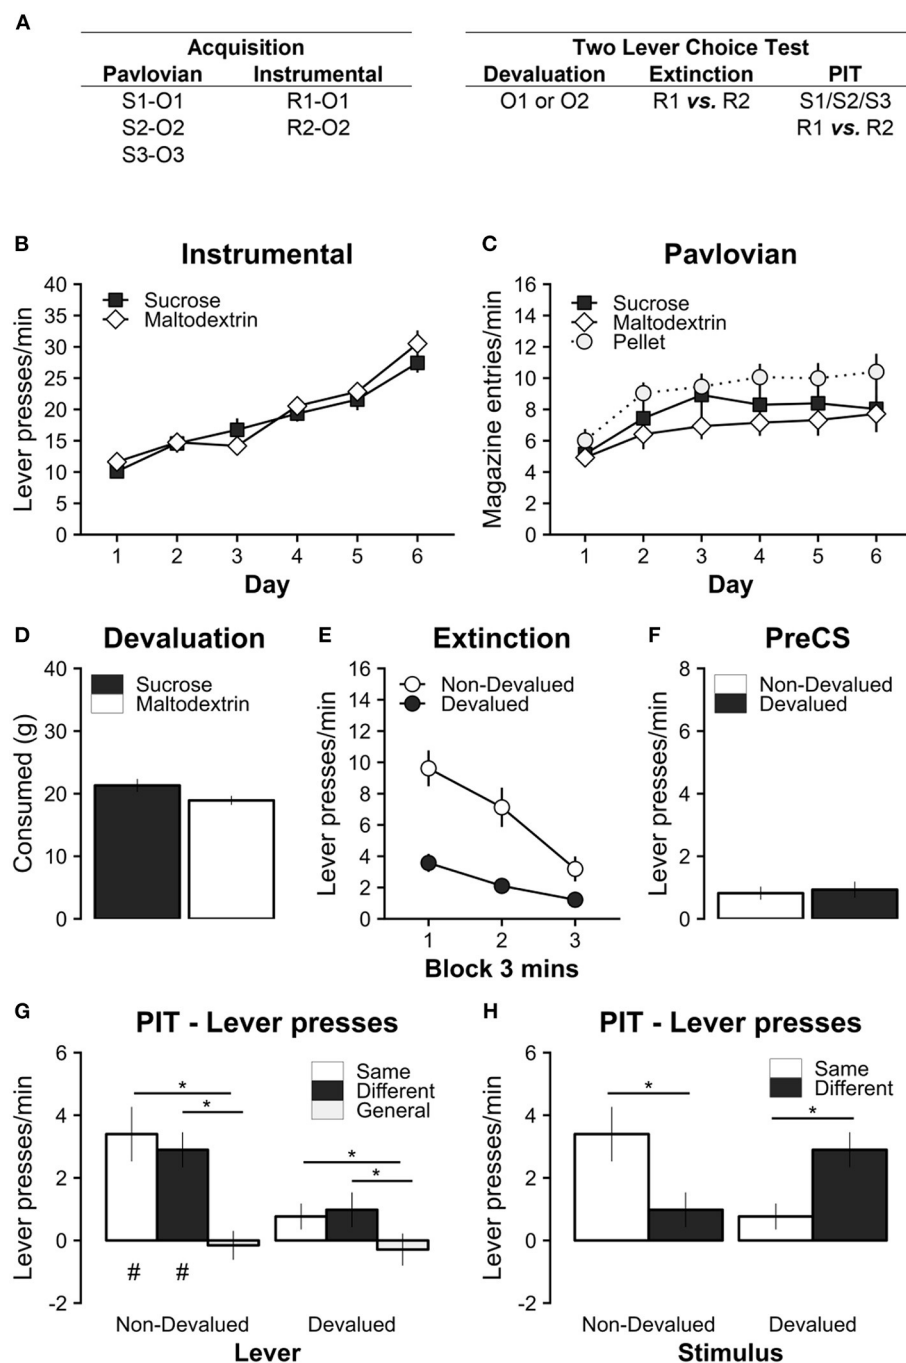 A
Acquisition
Two Lever Choice Test
Pavlovian Instrumental
Devaluation Extinction PIT
S1-O1 R1-O1
O1 or O2 R1 vs. R2 S1/S2/S3
S2-O2 R2-O2
R1 vs. R2
S3-O3
B
Instrumental
40
35
30
25
20
15
10
5
0
Lever presses/min
Sucrose
Maltodextrin
1 2 3 4 5 6
Day
C
Pavlovian
16
14
12
10
8
6
4
2
0
Magazine entries/min
Sucrose
Maltodextrin
Pellet
1 2 3 4 5 6
Day
D
Devaluation
40
30
20
10
0
Consumed (g)
Sucrose
Maltodextrin
E
Extinction
16
14
12
10
8
6
4
2
0
Lever presses/min
Non-Devalued
Devalued
1 2 3
Block 3 mins
F
PreCS
8
6
4
2
0
Lever presses/min
Non-Devalued
Devalued
G
PIT - Lever presses
6
4
2
0
-2
Lever presses/min
Same
Different
General
*
*
*
*
# #
Non-Devalued Devalued
Lever
H
PIT - Lever presses
6
4
2
0
-2
Lever presses/min
Same
Different
*
*
Non-Devalued Devalued
Stimulus